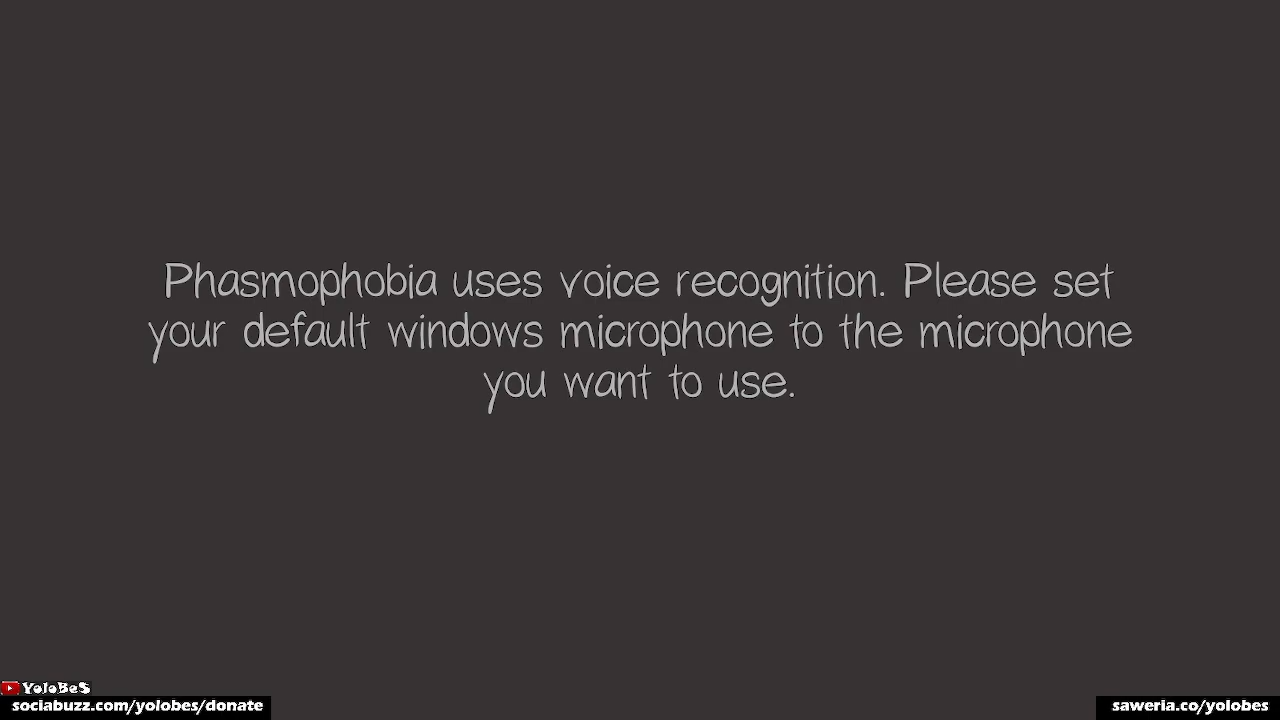 Phasmophobia uses voice recognition. Please set
your default windows microphone to the microphone
you want to use.
YoloBeS
sociabuzz.com/yolobes/donate
saweria.co/yolobes